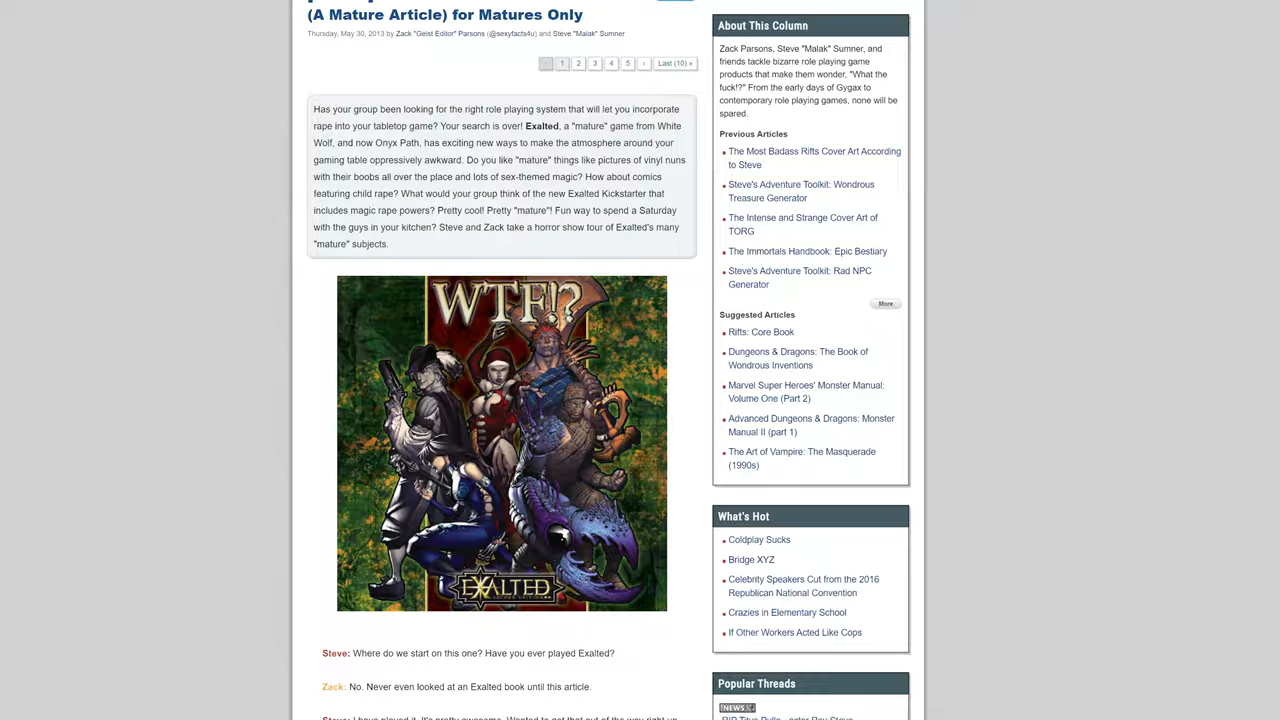 (A Mature Article) for Matures Only
Thursday, May 30, 2013 by Zack "Geist Editor" Parsons (@sexyfacts4u) and Steve "Malak" Sumner
1 2 3 4 5 › Last (10) »
Has your group been looking for the right role playing system that will let you incorporate
rape into your tabletop game? Your search is over! Exalted, a "mature" game from White
Wolf, and now Onyx Path, has exciting new ways to make the atmosphere around your
gaming table oppressively awkward. Do you like "mature" things like pictures of vinyl nuns
with their boobs all over the place and lots of sex-themed magic? How about comics
featuring child rape? What would your group think of the new Exalted Kickstarter that
includes magic rape powers? Pretty cool! Pretty "mature"! Fun way to spend a Saturday
with the guys in your kitchen? Steve and Zack take a horror show tour of Exalted's many
"mature" subjects.
WTF!?
EXALTED
Steve: Where do we start on this one? Have you ever played Exalted?
Zack: No. Never even looked at an Exalted book until this article.
About This Column
Zack Parsons, Steve "Malak" Sumner, and
friends tackle bizarre role playing game
products that make them wonder, "What the
fuck!?" From the early days of Gygax to
contemporary role playing games, none will be
spared.
Previous Articles
The Most Badass Rifts Cover Art According
to Steve
Steve's Adventure Toolkit: Wondrous
Treasure Generator
The Intense and Strange Cover Art of
TORG
The Immortals Handbook: Epic Bestiary
Steve's Adventure Toolkit: Rad NPC
Generator
More
Suggested Articles
Rifts: Core Book
Dungeons & Dragons: The Book of
Wondrous Inventions
Marvel Super Heroes' Monster Manual:
Volume One (Part 2)
Advanced Dungeons & Dragons: Monster
Manual II (part 1)
The Art of Vampire: The Masquerade
(1990s)
What's Hot
Coldplay Sucks
Bridge XYZ
Celebrity Speakers Cut from the 2016
Republican National Convention
Crazies in Elementary School
If Other Workers Acted Like Cops
Popular Threads
NEWS